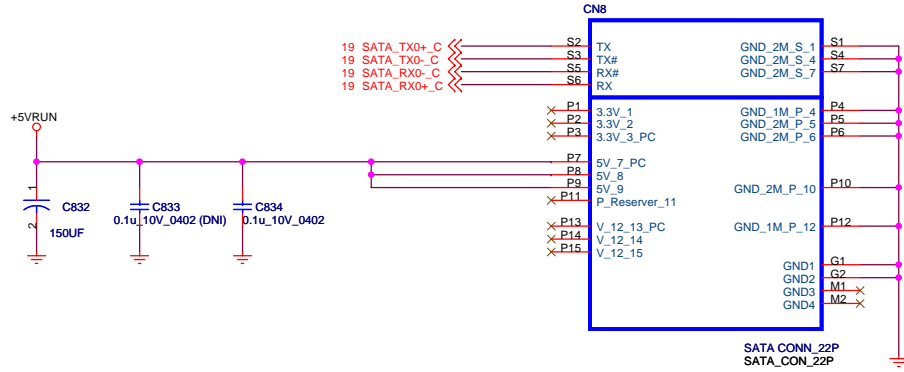 CN8
19 SATA_TX0+_C S2 TX GND_2M_S_1 S1
19 SATA_TX0-_C S3 TX# GND_2M_S_4 S4
19 SATA_RX0-_C S5 RX# GND_2M_S_7 S7
19 SATA_RX0+_C S6 RX
P1 3.3V_1 GND_1M_P_4 P4
P2 3.3V_2 GND_2M_P_5 P5
P3 3.3V_3_PC GND_2M_P_6 P6
+5VRUN
P7 5V_7_PC
P8 5V_8
P9 5V_9 GND_2M_P_10 P10
P11 P_Reserver_11
P13 V_12_13_PC GND_1M_P_12 P12
P14 V_12_14
P15 V_12_15
GND1 G1
GND2 G2
GND3 M1
GND4 M2
1
C832
2
150UF
C833
0.1u_10V_0402 (DNI)
C834
0.1u_10V_0402
SATA CONN_22P
SATA_CON_22P